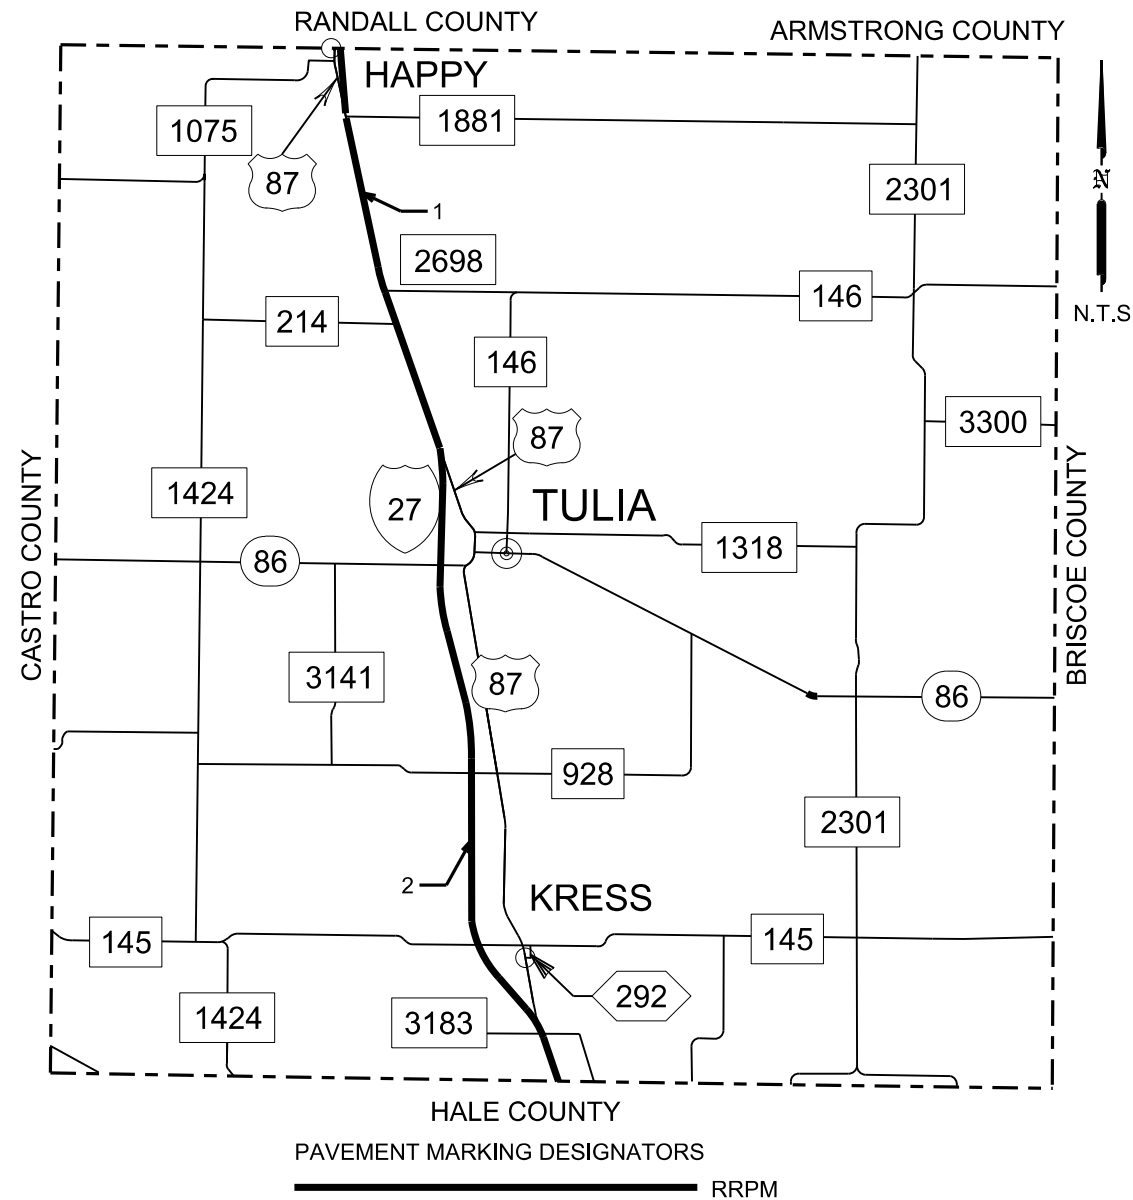 RANDALL COUNTY
ARMSTRONG COUNTY
HAPPY
1075
1881
87
2301
1
2698
146
N.T.S
214
146
3300
87
1424
27
TULIA
CASTRO COUNTY
BRISCOE COUNTY
86
1318
3141
87
86
928
2301
2
KRESS
145
145
292
1424
3183
HALE COUNTY
PAVEMENT MARKING DESIGNATORS
RRPM